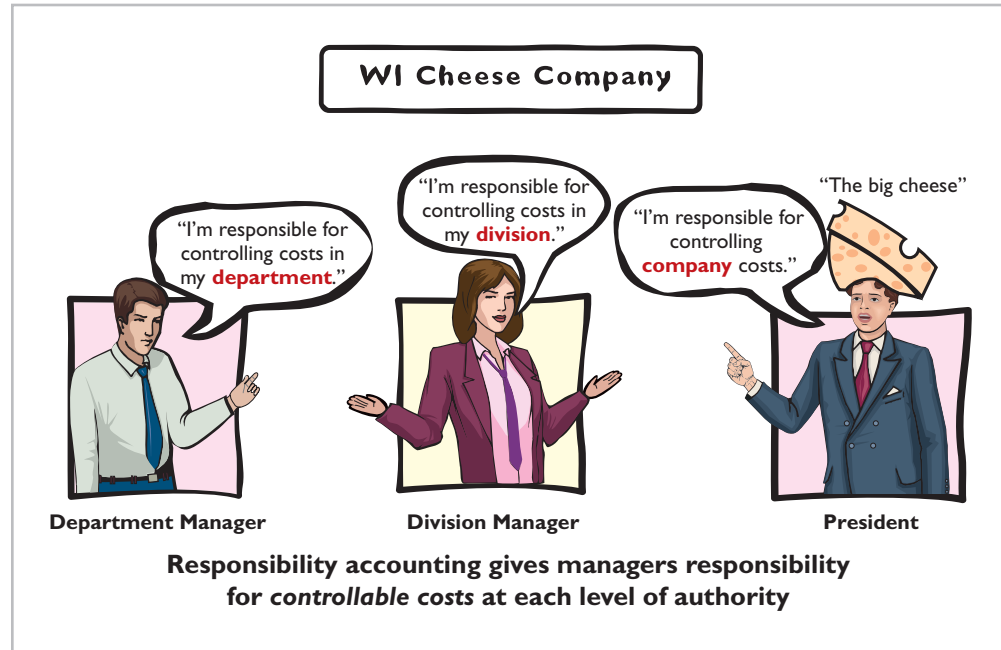 WI Cheese Company
“I’m responsible for
controlling costs in
my department.”
“I’m responsible for
controlling costs in
my division.”
“I’m responsible for
controlling
company costs.”
“The big cheese”
Department Manager
Division Manager
President
Responsibility accounting gives managers responsibility
for controllable costs at each level of authority